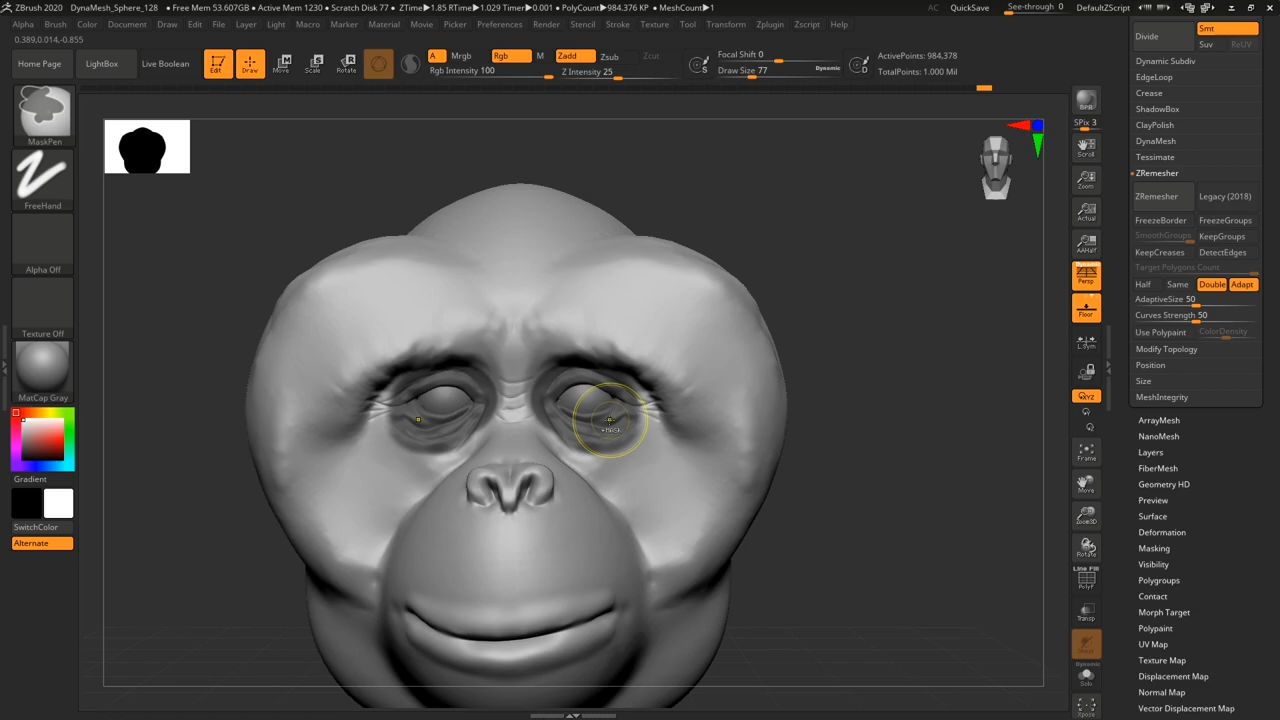 ZBrush 2020 DynaMesh_Sphere_128 • Free Mem 53.607GB • Active Mem 1230 • Scratch Disk 77 • ZTime▶1.85 RTime▶1.029 Timer▶0.001 • PolyCount▶984.376 KP • MeshCount▶1 AC QuickSave See-through 0 DefaultZScript
Alpha Brush Color Document Draw Edit File Layer Light Macro Marker Material Movie Picker Preferences Render Stencil Stroke Texture Tool Transform Zplugin Zscript Help
0.389,0.014,-0.855
Home Page LightBox Live Boolean Edit Draw Move Scale Rotate
A Mrgb Rgb M Zadd Zsub Zcut
Rgb Intensity 100 Z Intensity 25
Focal Shift 0
Draw Size 77 Dynamic
S D
ActivePoints: 984,378
TotalPoints: 1.000 Mil
MaskPen
FreeHand
Alpha Off
Texture Off
MatCap Gray
Gradient
SwitchColor
Alternate
+MASK
BPR
SPix 3
Scroll
Zoom
Actual
AAHalf
Dynamic
Persp
Floor
L.Sym
XYZ
Frame
Move
Zoom3D
Rotate
Line Fill
PolyF
Transp
Dynamic
Solo
Xpose
Divide Smt
Suv ReUV
Dynamic Subdiv
EdgeLoop
Crease
ShadowBox
ClayPolish
DynaMesh
Tessimate
ZRemesher
ZRemesher Legacy (2018)
FreezeBorder FreezeGroups
SmoothGroups KeepGroups
KeepCreases DetectEdges
Target Polygons Count
Half Same Double Adapt
AdaptiveSize 50
Curves Strength 50
Use Polypaint ColorDensity
Modify Topology
Position
Size
MeshIntegrity
ArrayMesh
NanoMesh
Layers
FiberMesh
Geometry HD
Preview
Surface
Deformation
Masking
Visibility
Polygroups
Contact
Morph Target
Polypaint
UV Map
Texture Map
Displacement Map
Normal Map
Vector Displacement Map